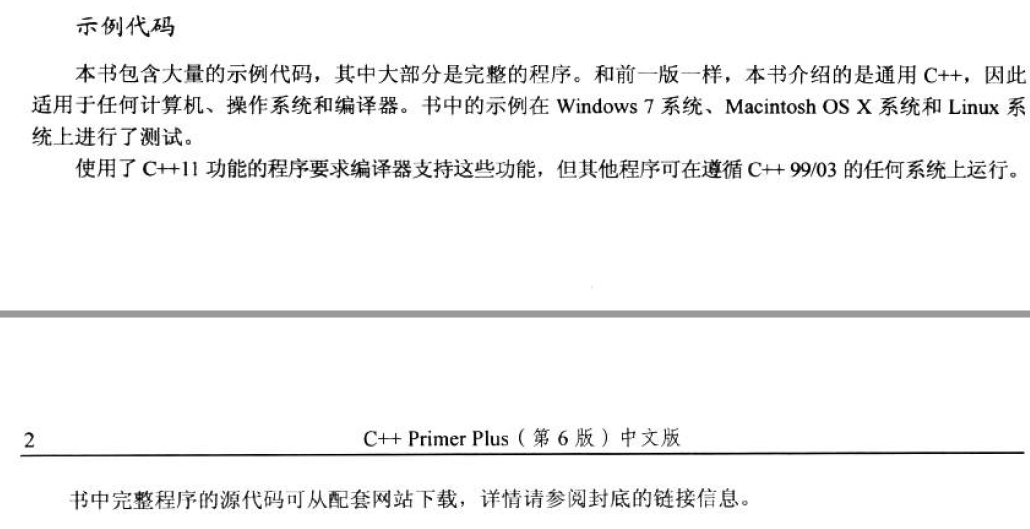 示例代码
本书包含大量的示例代码，其中大部分是完整的程序。和前一版一样，本书介绍的是通用 C++，因此
适用于任何计算机、操作系统和编译器。书中的示例在 Windows 7 系统、Macintosh OS X 系统和 Linux 系
统上进行了测试。
使用了 C++11 功能的程序要求编译器支持这些功能，但其他程序可在遵循 C++ 99/03 的任何系统上运行。
2
C++ Primer Plus（第 6 版）中文版
书中完整程序的源代码可从配套网站下载，详情请参阅封底的链接信息。